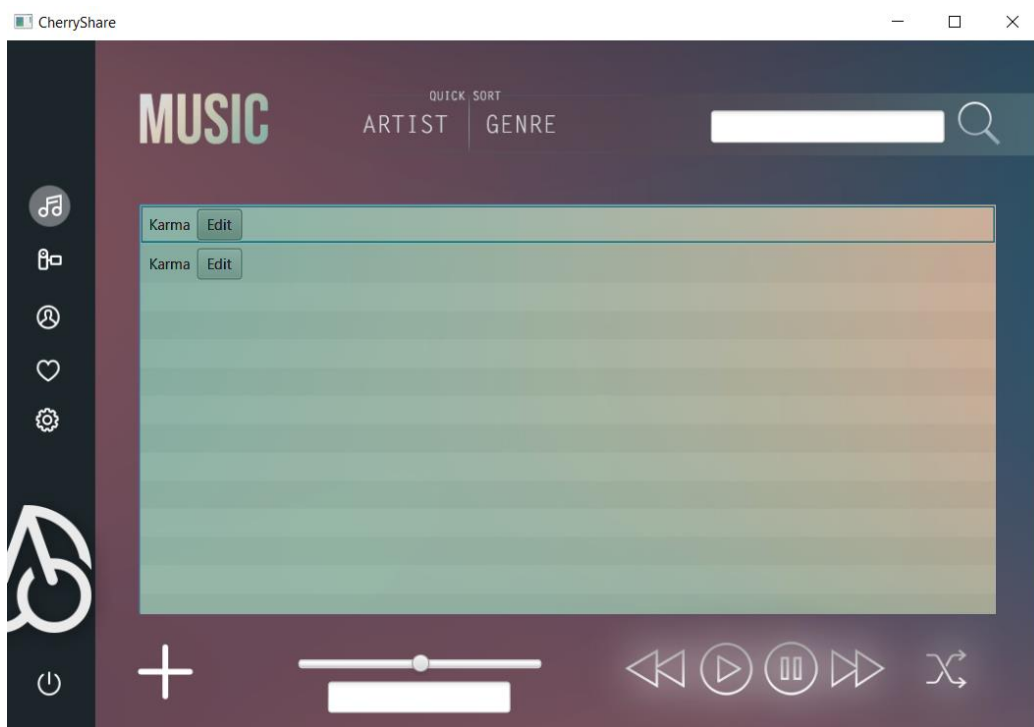 CherryShare
MUSIC
QUICK SORT
ARTIST GENRE
Karma Edit
Karma Edit